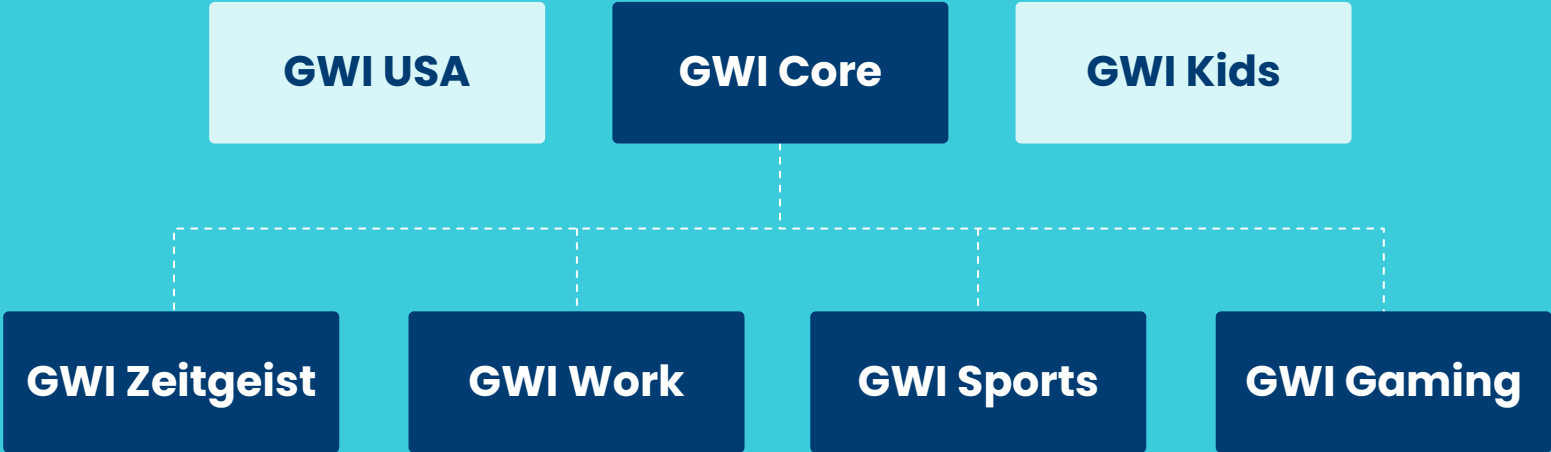 GWI USA
GWI Core
GWI Kids
GWI Zeitgeist
GWI Work
GWI Sports
GWI Gaming